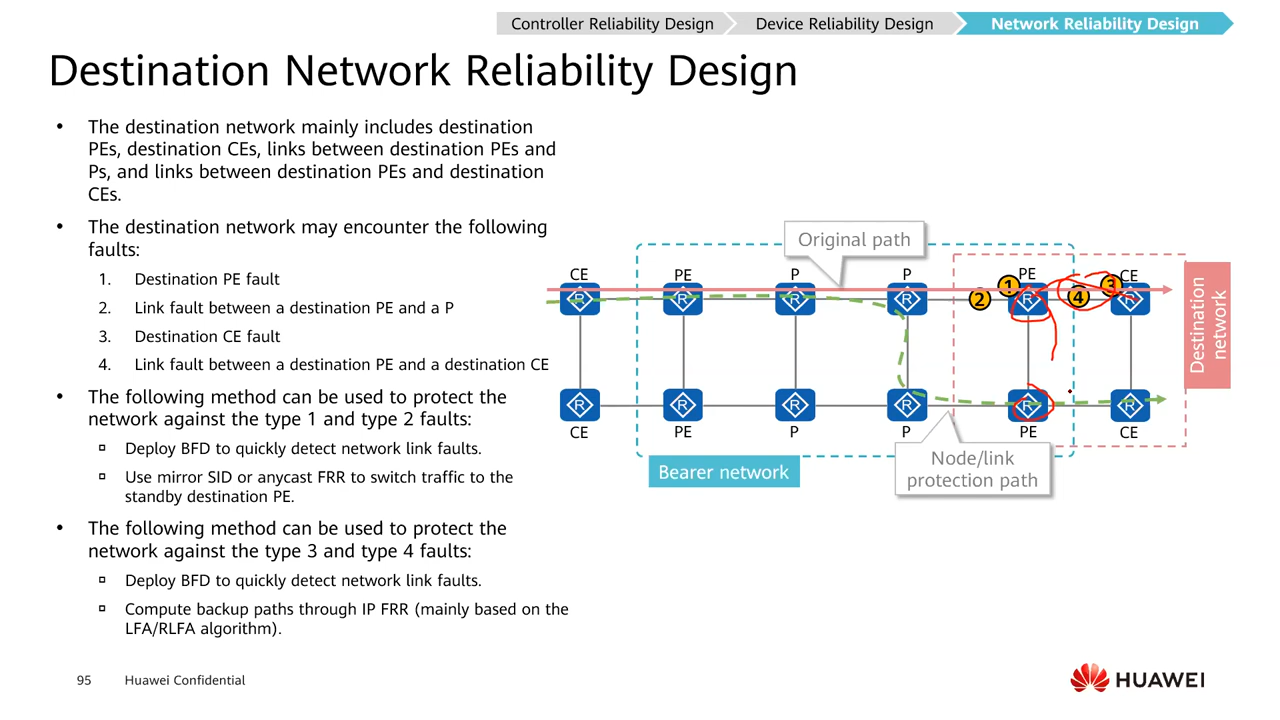 Controller Reliability Design
Device Reliability Design
Network Reliability Design
Destination Network Reliability Design
• The destination network mainly includes destination
PEs, destination CEs, links between destination PEs and
Ps, and links between destination PEs and destination
CEs.
• The destination network may encounter the following
faults:
1. Destination PE fault
2. Link fault between a destination PE and a P
3. Destination CE fault
4. Link fault between a destination PE and a destination CE
• The following method can be used to protect the
network against the type 1 and type 2 faults:
▫ Deploy BFD to quickly detect network link faults.
▫ Use mirror SID or anycast FRR to switch traffic to the
standby destination PE.
• The following method can be used to protect the
network against the type 3 and type 4 faults:
▫ Deploy BFD to quickly detect network link faults.
▫ Compute backup paths through IP FRR (mainly based on the
LFA/RLFA algorithm).
Original path
CE PE P P PE CE
R R R R R R
2 1 4 3
Destination
network
R R R R R R
CE PE P P PE CE
Bearer network
Node/link
protection path
95 Huawei Confidential
HUAWEI